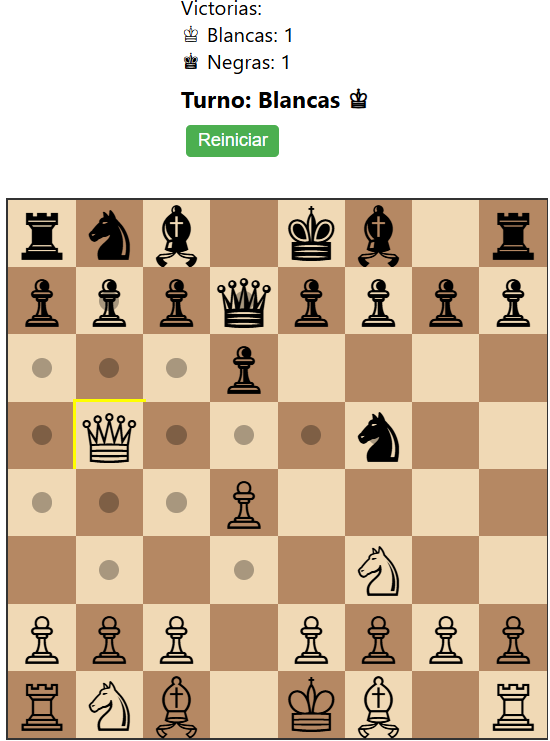 Victorias:
♔ Blancas: 1
♚ Negras: 1
Turno: Blancas ♔
Reiniciar